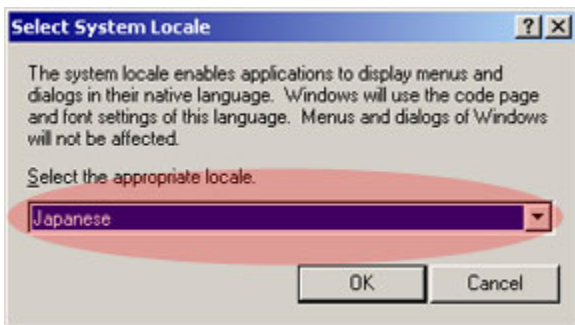 Select System Locale
The system locale enables applications to display menus and
dialogs in their native language. Windows will use the code page
and font settings of this language. Menus and dialogs of Windows
will not be affected.
Select the appropriate locale.
Japanese
OK
Cancel